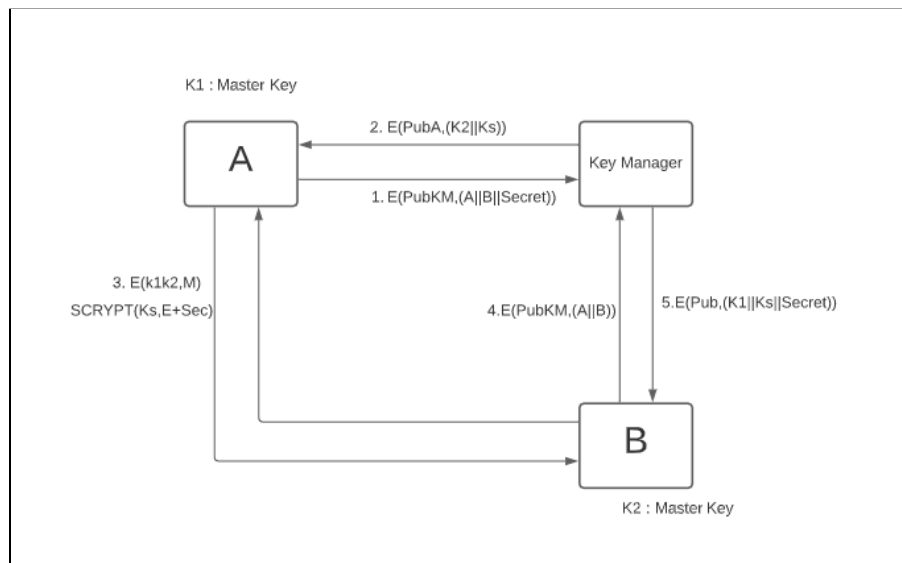 K1 : Master Key
2. E(PubA,(K2||Ks))
A
Key Manager
1. E(PubKM,(A||B||Secret))
3. E(k1k2,M)
SCRYPT(Ks,E+Sec)
4.E(PubKM,(A||B))
5.E(Pub,(K1||Ks||Secret))
B
K2 : Master Key